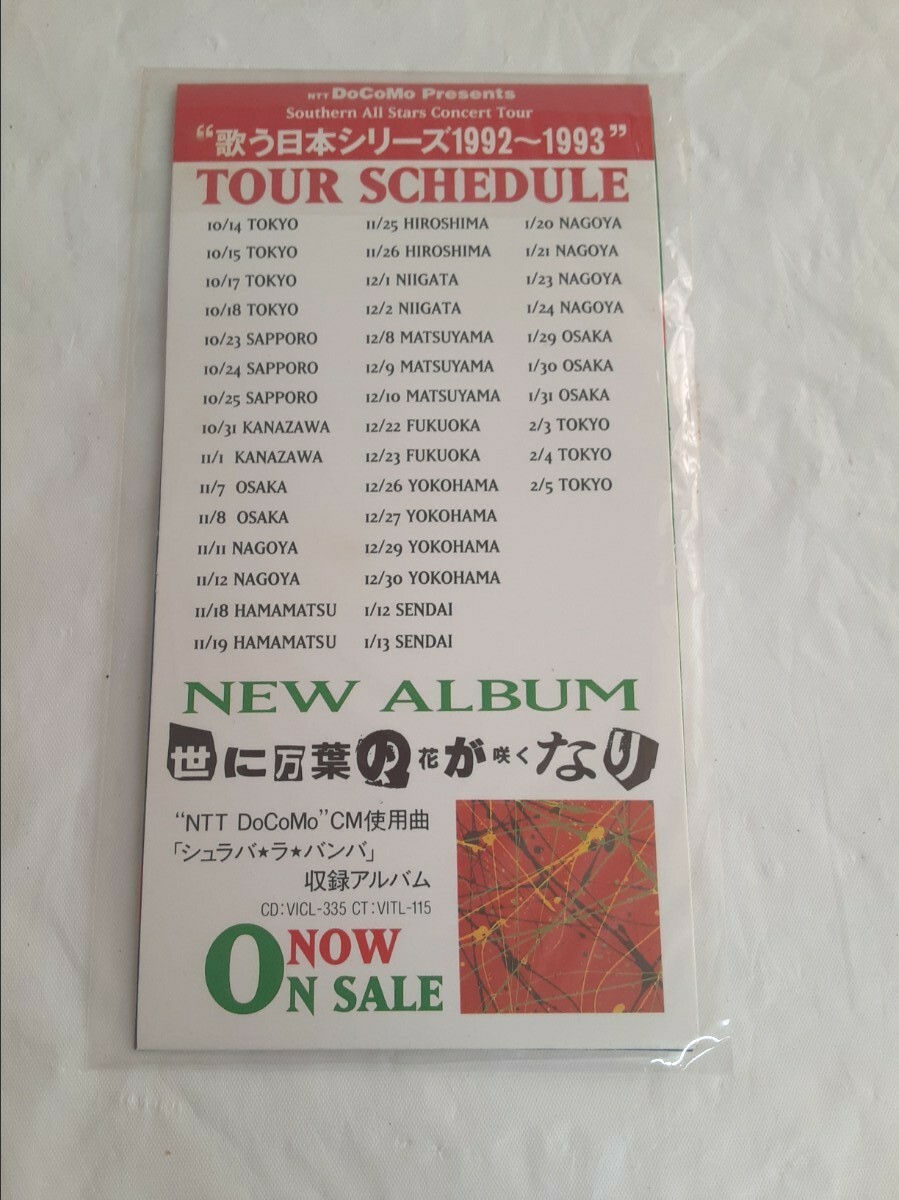 NTT DoCoMo Presents
Southern All Stars Concert Tour
“歌う日本シリーズ1992〜1993”
TOUR SCHEDULE
10/14 TOKYO
10/15 TOKYO
10/17 TOKYO
10/18 TOKYO
10/23 SAPPORO
10/24 SAPPORO
10/25 SAPPORO
10/31 KANAZAWA
11/1 KANAZAWA
11/7 OSAKA
11/8 OSAKA
11/11 NAGOYA
11/12 NAGOYA
11/18 HAMAMATSU
11/19 HAMAMATSU
11/25 HIROSHIMA
11/26 HIROSHIMA
12/1 NIIGATA
12/2 NIIGATA
12/8 MATSUYAMA
12/9 MATSUYAMA
12/10 MATSUYAMA
12/22 FUKUOKA
12/23 FUKUOKA
12/26 YOKOHAMA
12/27 YOKOHAMA
12/29 YOKOHAMA
12/30 YOKOHAMA
1/12 SENDAI
1/13 SENDAI
1/20 NAGOYA
1/21 NAGOYA
1/23 NAGOYA
1/24 NAGOYA
1/29 OSAKA
1/30 OSAKA
1/31 OSAKA
2/3 TOKYO
2/4 TOKYO
2/5 TOKYO
NEW ALBUM
世に万葉の花が咲くなり
“NTT DoCoMo”CM使用曲
「シュラバ★ラ★バンバ」
収録アルバム
CD:VICL-335 CT:VITL-115
NOW
ON SALE